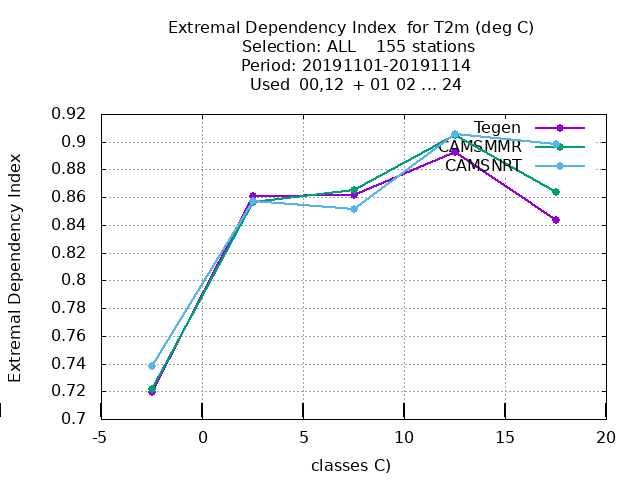 Extremal Dependency Index  for T2m (deg C)
Selection: ALL    155 stations
Period: 20191101-20191114
Used  00,12  + 01 02 ... 24
Extremal Dependency Index
0.92
0.9
0.88
0.86
0.84
0.82
0.8
0.78
0.76
0.74
0.72
0.7
Tegen
CAMSMMR
CAMSNRT
-5 0 5 10 15 20
classes C)